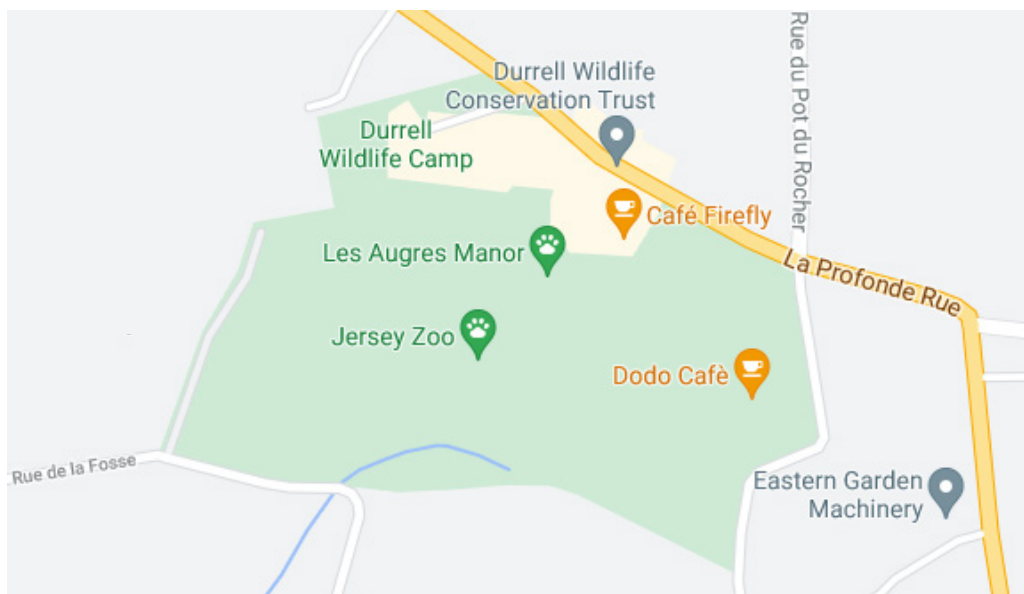 Durrell Wildlife
Conservation Trust
Rue du Pot du Rocher
Durrell
Wildlife Camp
Café Firefly
Les Augres Manor
La Profonde Rue
Jersey Zoo
Dodo Cafè
Rue de la Fosse
Eastern Garden
Machinery